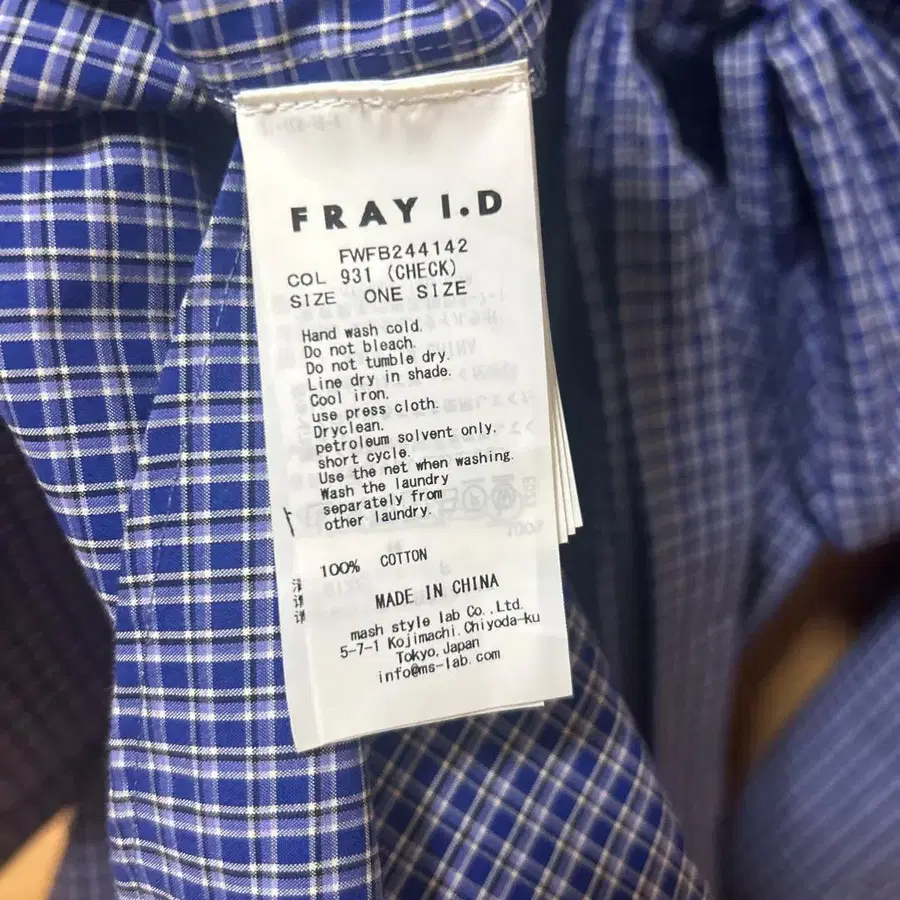 FRAY I.D
FWFB244142
COL 931 (CHECK)
SIZE ONE SIZE
Hand wash cold.
Do not bleach.
Do not tumble dry.
Line dry in shade.
Cool iron.
use press cloth.
Dryclean.
petroleum solvent only.
short cycle.
Use the net when washing.
Wash the laundry
separately from
other laundry.
100% COTTON
MADE IN CHINA
mash style lab Co.,Ltd.
5-7-1 Kojimachi.Chiyoda-ku
Tokyo,Japan
info@ms-lab.com